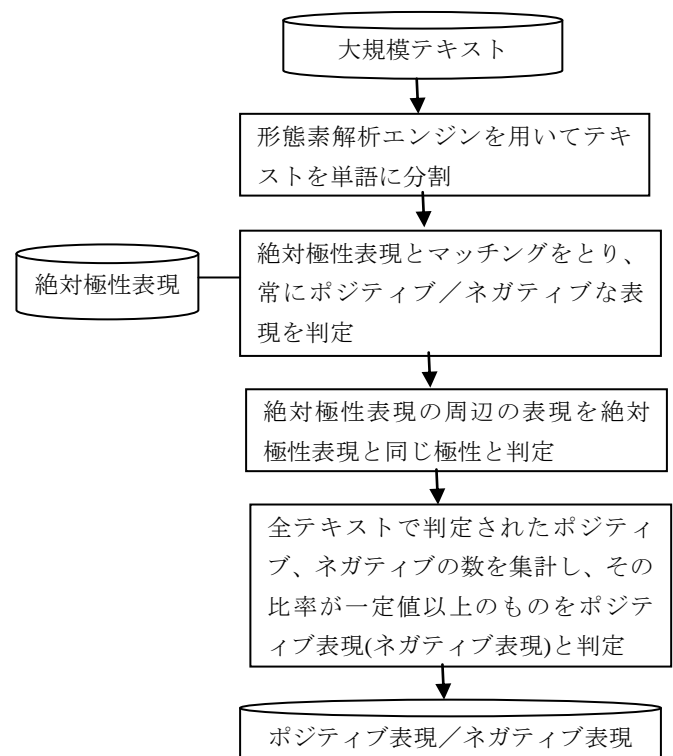 大規模テキスト
形態素解析エンジンを用いてテキ
ストを単語に分割
絶対極性表現
絶対極性表現とマッチングをとり、
常にポジティブ／ネガティブな表
現を判定
絶対極性表現の周辺の表現を絶対
極性表現と同じ極性と判定
全テキストで判定されたポジティ
ブ、ネガティブの数を集計し、その
比率が一定値以上のものをポジテ
ィブ表現(ネガティブ表現)と判定
ポジティブ表現／ネガティブ表現